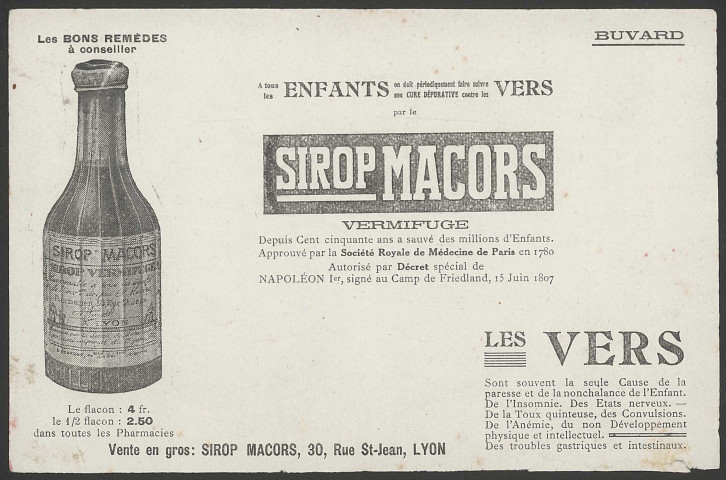 Les BONS REMÈDES
à conseiller
BUVARD
A tous les ENFANTS on doit périodiquement faire suivre une CURE DÉPURATIVE contre les VERS
par le
SIROP MACORS
VERMIFUGE
Depuis Cent cinquante ans a sauvé des millions d'Enfants.
Approuvé par la Société Royale de Médecine de Paris en 1780
Autorisé par Décret spécial de
NAPOLÉON Ier, signé au Camp de Friedland, 15 Juin 1807
SIROP MACORS
SIROP VERMIFUGE
LYON
Le flacon : 4 fr.
le 1/2 flacon : 2.50
dans toutes les Pharmacies
LES VERS
Sont souvent la seule Cause de la
paresse et de la nonchalance de l'Enfant.
De l'Insomnie. Des Etats nerveux. —
De la Toux quinteuse, des Convulsions.
De l'Anémie, du non Développement
physique et intellectuel.
Des troubles gastriques et intestinaux.
Vente en gros: SIROP MACORS, 30, Rue St-Jean, LYON